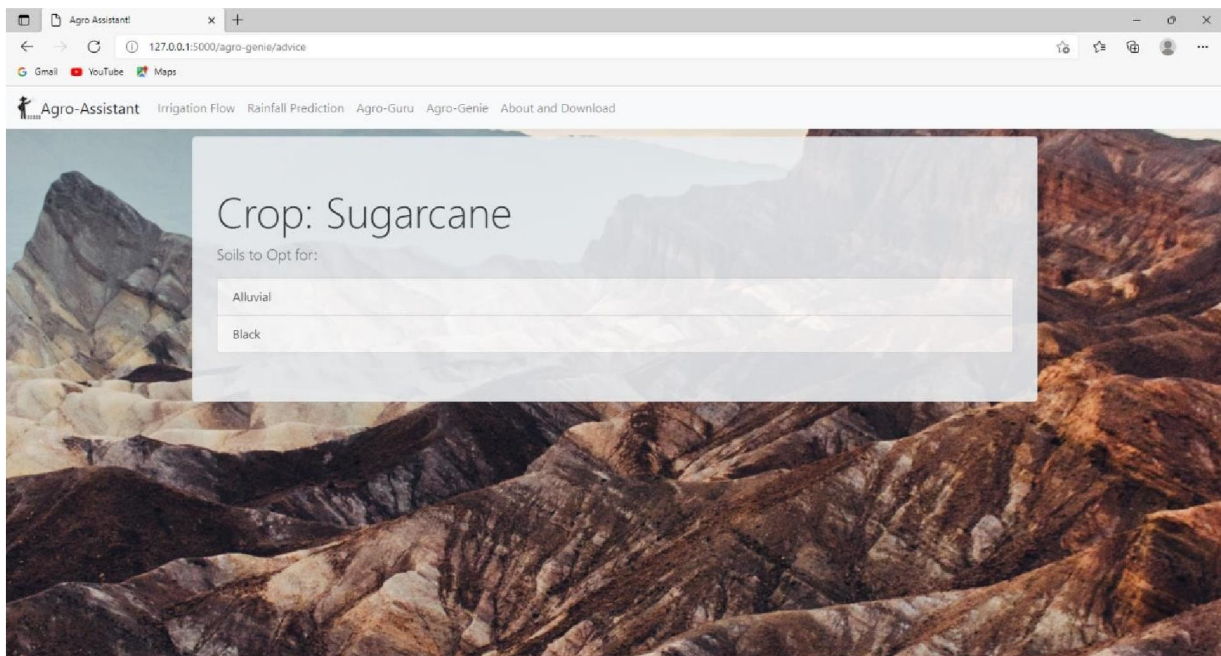 Agro Assistant!
127.0.0.1:5000/agro-genie/advice
Gmail YouTube Maps
Agro-Assistant Irrigation Flow Rainfall Prediction Agro-Guru Agro-Genie About and Download
Crop: Sugarcane
Soils to Opt for:
Alluvial
Black